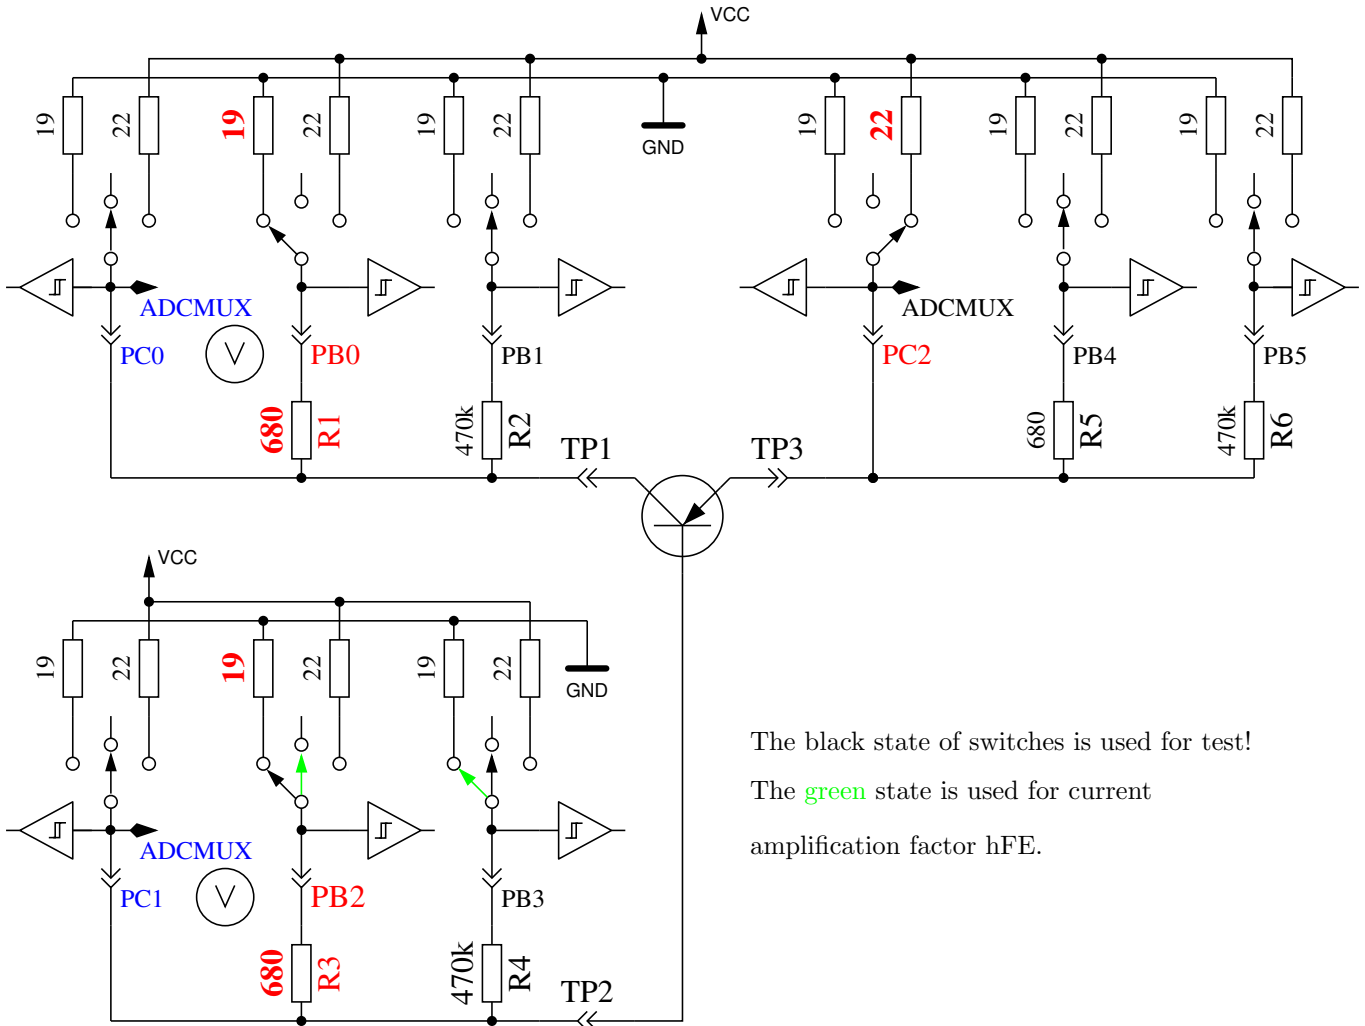 VCC
19
22
19
22
19
22
GND
19
22
19
22
19
22
ADCMUX
ADCMUX
PC0
V
PB0
PB1
PC2
PB4
PB5
680
R1
470k
R2
680
R5
470k
R6
TP1
TP3
VCC
19
22
19
22
19
22
GND
ADCMUX
PC1
V
PB2
PB3
680
R3
470k
R4
TP2
The black state of switches is used for test!
The green state is used for current
amplification factor hFE.